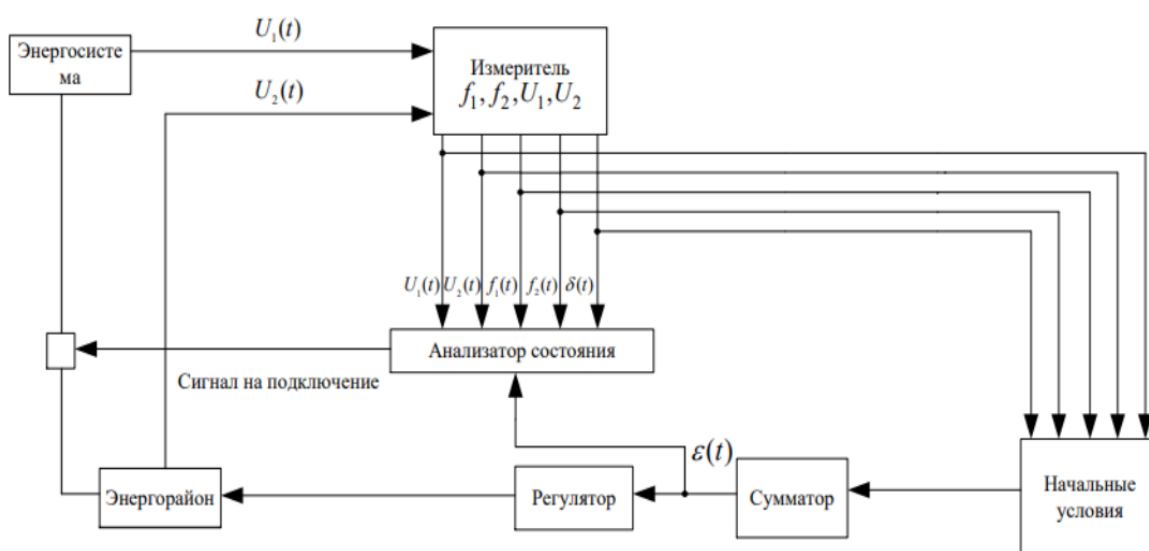 U₁(t)
Энергосисте
ма
Измеритель
f₁, f₂, U₁, U₂
U₂(t)
U₁(t) U₂(t) f₁(t) f₂(t) δ(t)
Анализатор состояния
Сигнал на подключение
ε(t)
Энергорайон
Регулятор
Сумматор
Начальные
условия